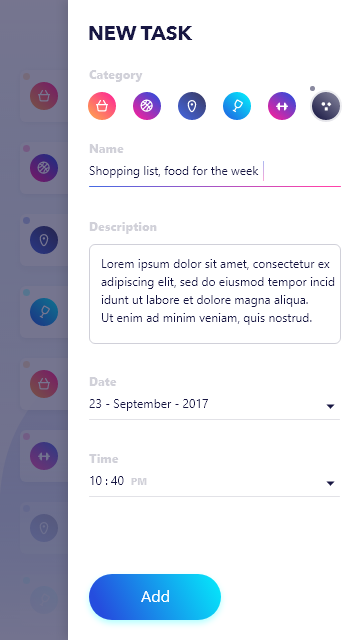 NEW TASK
Category
Name
Shopping list, food for the week
Description
Lorem ipsum dolor sit amet, consectetur ex
adipiscing elit, sed do eiusmod tempor incid
idunt ut labore et dolore magna aliqua.
Ut enim ad minim veniam, quis nostrud.
Date
23 - September - 2017
Time
10 : 40 PM
Add